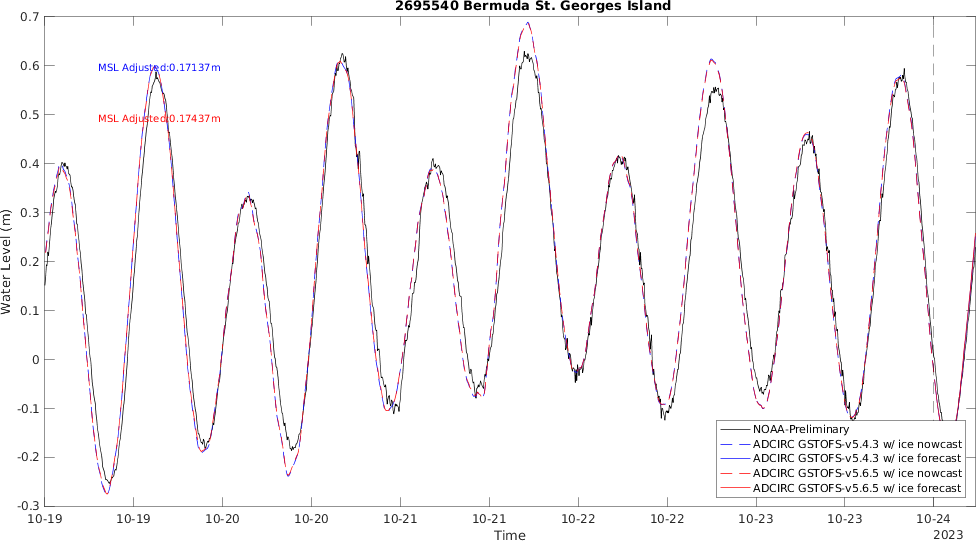 2695540 Bermuda St. Georges Island
0.7
0.6
0.5
0.4
0.3
0.2
0.1
0
-0.1
-0.2
-0.3
Water Level (m)
MSL Adjusted:0.17137m
MSL Adjusted:0.17437m
NOAA-Preliminary
ADCIRC GSTOFS-v5.4.3 w/ ice nowcast
ADCIRC GSTOFS-v5.4.3 w/ ice forecast
ADCIRC GSTOFS-v5.6.5 w/ ice nowcast
ADCIRC GSTOFS-v5.6.5 w/ ice forecast
10-19 10-19 10-20 10-20 10-21 10-21 10-22 10-22 10-23 10-23 10-24
2023
Time